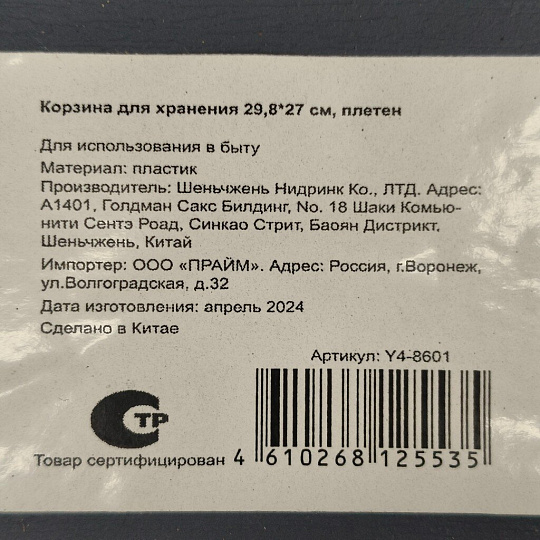 Корзина для хранения 29,8*27 см, плетен
Для использования в быту
Материал: пластик
Производитель: Шеньчжень Нидринк Ко., ЛТД. Адрес:
А1401, Голдман Сакс Билдинг, No. 18 Шаки Комью-
нити Сентэ Роад, Синкао Стрит, Баоян Дистрикт,
Шеньчжень, Китай
Импортер: ООО «ПРАЙМ». Адрес: Россия, г.Воронеж,
ул.Волгоградская, д.32
Дата изготовления: апрель 2024
Сделано в Китае
Артикул: Y4-8601
СТР
Товар сертифицирован
4 610268 125535